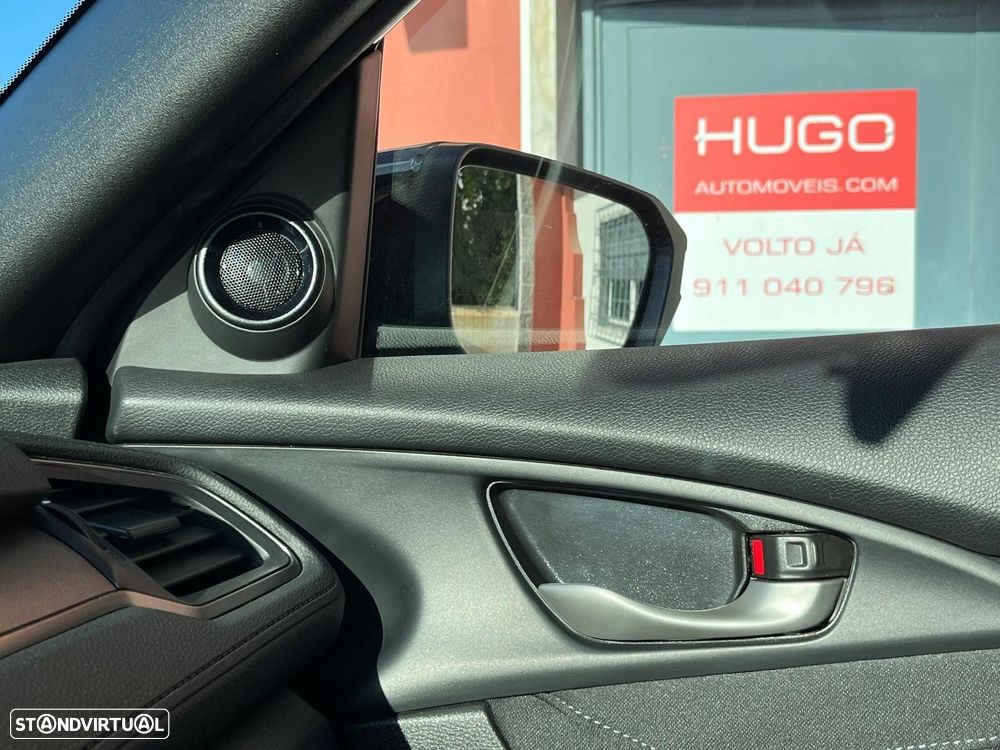 HUGO
AUTOMOVEIS.COM
VOLTO JÁ
911 040 796
STANDVIRTUAL